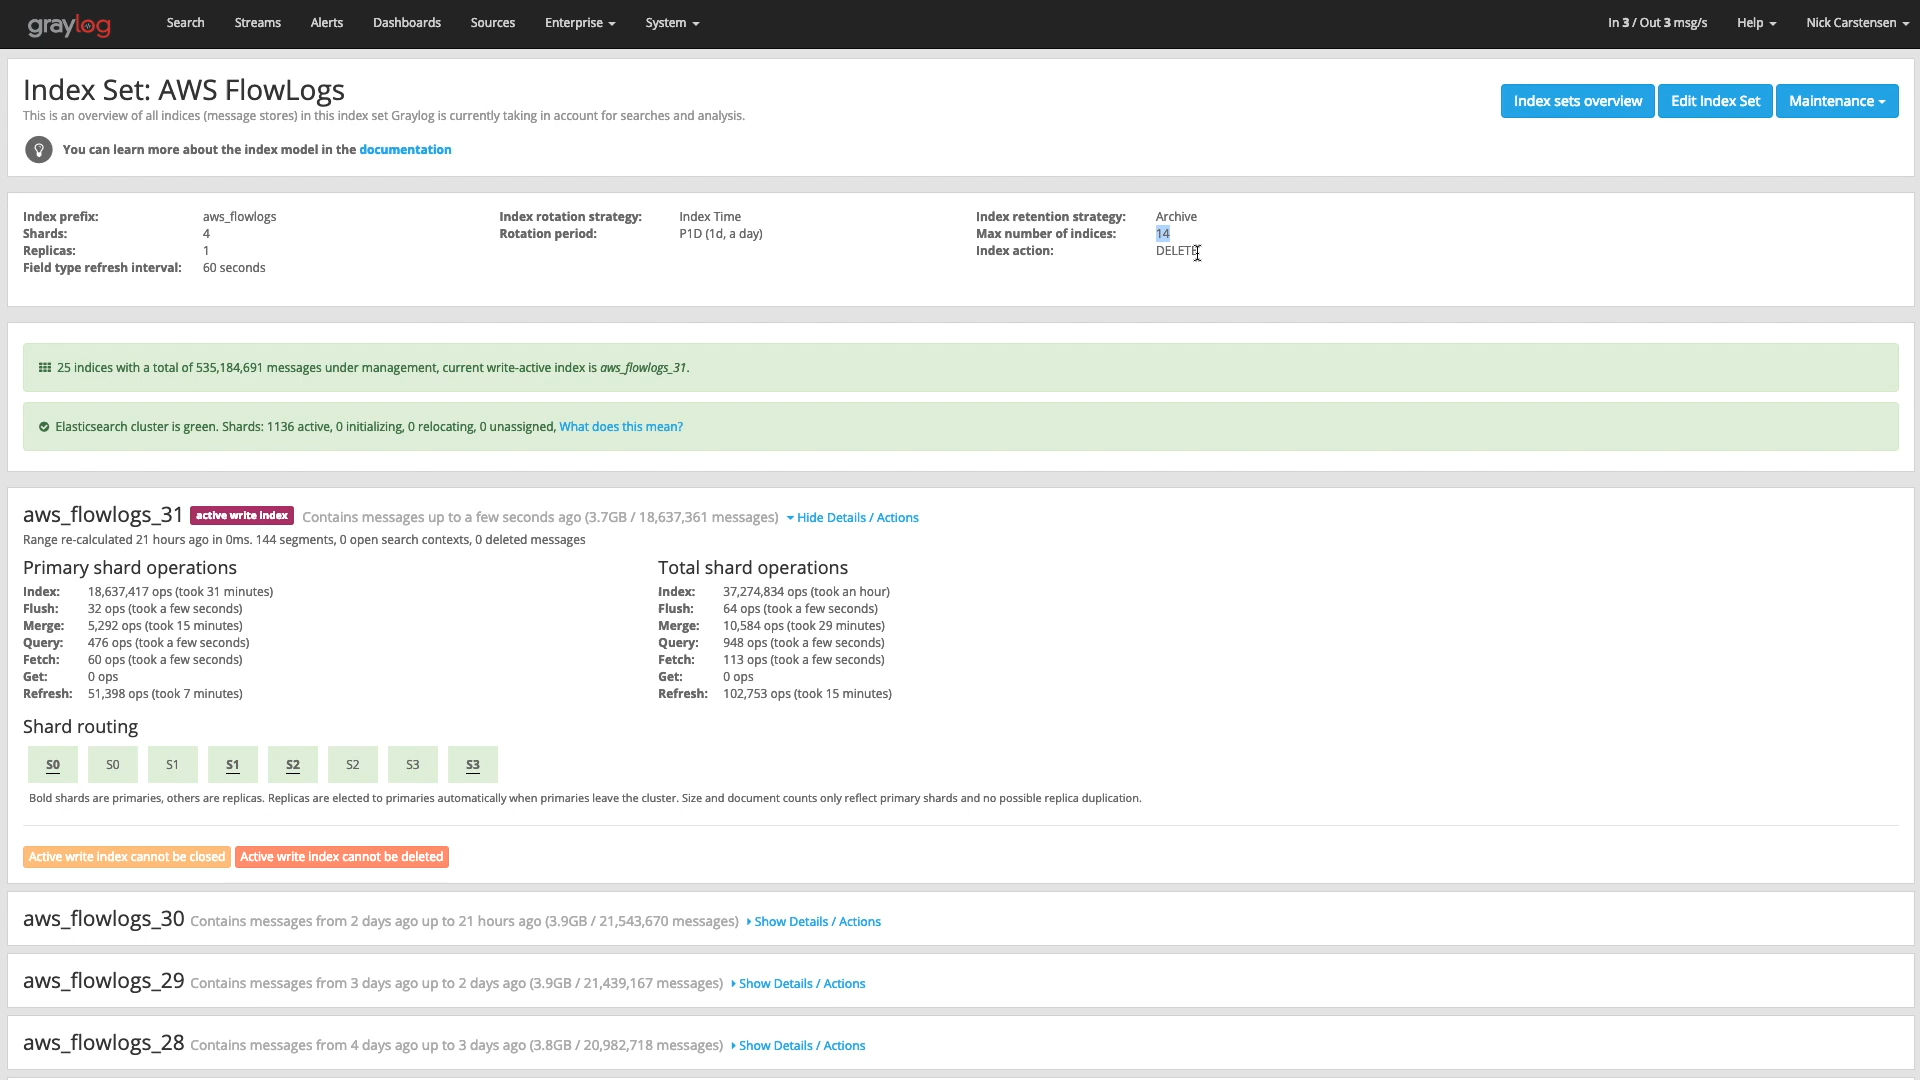 graylog Search Streams Alerts Dashboards Sources Enterprise System In 3 / Out 3 msg/s Help Nick Carstensen
Index Set: AWS FlowLogs
This is an overview of all indices (message stores) in this index set Graylog is currently taking in account for searches and analysis.
Index sets overview Edit Index Set Maintenance
You can learn more about the index model in the documentation
Index prefix: aws_flowlogs Index rotation strategy: Index Time Index retention strategy: Archive
Shards: 4 Rotation period: P1D (1d, a day) Max number of indices: 14
Replicas: 1 Index action: DELETE
Field type refresh interval: 60 seconds
25 indices with a total of 535,184,691 messages under management, current write-active index is aws_flowlogs_31.
Elasticsearch cluster is green. Shards: 1136 active, 0 initializing, 0 relocating, 0 unassigned, What does this mean?
aws_flowlogs_31 active write index Contains messages up to a few seconds ago (3.7GB / 18,637,361 messages) Hide Details / Actions
Range re-calculated 21 hours ago in 0ms. 144 segments, 0 open search contexts, 0 deleted messages
Primary shard operations Total shard operations
Index: 18,637,417 ops (took 31 minutes) Index: 37,274,834 ops (took an hour)
Flush: 32 ops (took a few seconds) Flush: 64 ops (took a few seconds)
Merge: 5,292 ops (took 15 minutes) Merge: 10,584 ops (took 29 minutes)
Query: 476 ops (took a few seconds) Query: 948 ops (took a few seconds)
Fetch: 60 ops (took a few seconds) Fetch: 113 ops (took a few seconds)
Get: 0 ops Get: 0 ops
Refresh: 51,398 ops (took 7 minutes) Refresh: 102,753 ops (took 15 minutes)
Shard routing
S0 S0 S1 S1 S2 S2 S3 S3
Bold shards are primaries, others are replicas. Replicas are elected to primaries automatically when primaries leave the cluster. Size and document counts only reflect primary shards and no possible replica duplication.
Active write index cannot be closed Active write index cannot be deleted
aws_flowlogs_30 Contains messages from 2 days ago up to 21 hours ago (3.9GB / 21,543,670 messages) Show Details / Actions
aws_flowlogs_29 Contains messages from 3 days ago up to 2 days ago (3.9GB / 21,439,167 messages) Show Details / Actions
aws_flowlogs_28 Contains messages from 4 days ago up to 3 days ago (3.8GB / 20,982,718 messages) Show Details / Actions